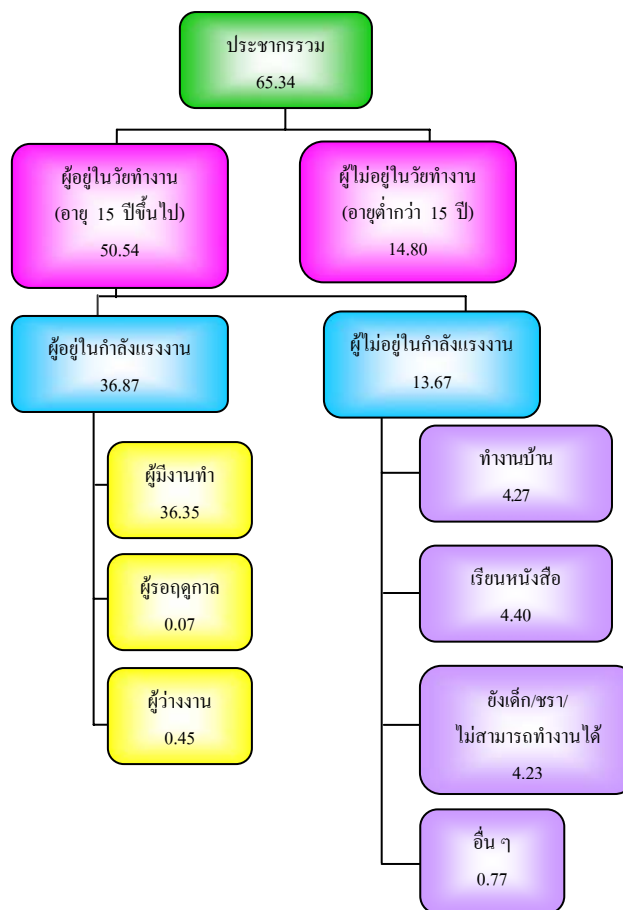 ประชากรรวม
65.34
ผู้อยู่ในวัยทำงาน
(อายุ 15 ปีขึ้นไป)
50.54
ผู้ไม่อยู่ในวัยทำงาน
(อายุต่ำกว่า 15 ปี)
14.80
ผู้อยู่ในกำลังแรงงาน
36.87
ผู้ไม่อยู่ในกำลังแรงงาน
13.67
ผู้มีงานทำ
36.35
ผู้รอฤดูกาล
0.07
ผู้ว่างงาน
0.45
ทำงานบ้าน
4.27
เรียนหนังสือ
4.40
ยังเด็ก/ชรา/
ไม่สามารถทำงานได้
4.23
อื่น ๆ
0.77